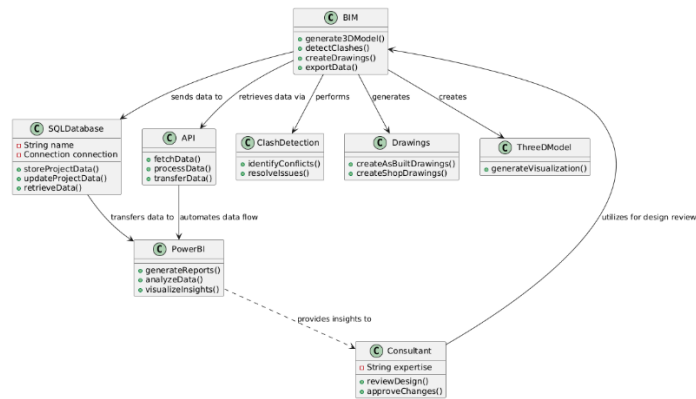 C BIM
generate3DModel()
detectClashes()
createDrawings()
exportData()
sends data to
retrieves data via
performs
generates
creates
C SQLDatabase
String name
Connection connection
storeProjectData()
updateProjectData()
retrieveData()
C API
fetchData()
processData()
transferData()
C ClashDetection
identifyConflicts()
resolveIssues()
C Drawings
createAsBuiltDrawings()
createShopDrawings()
C ThreeDModel
generateVisualization()
transfers data to
automates data flow
utilizes for design review
C PowerBI
generateReports()
analyzeData()
visualizeInsights()
provides insights to
C Consultant
String expertise
reviewDesign()
approveChanges()